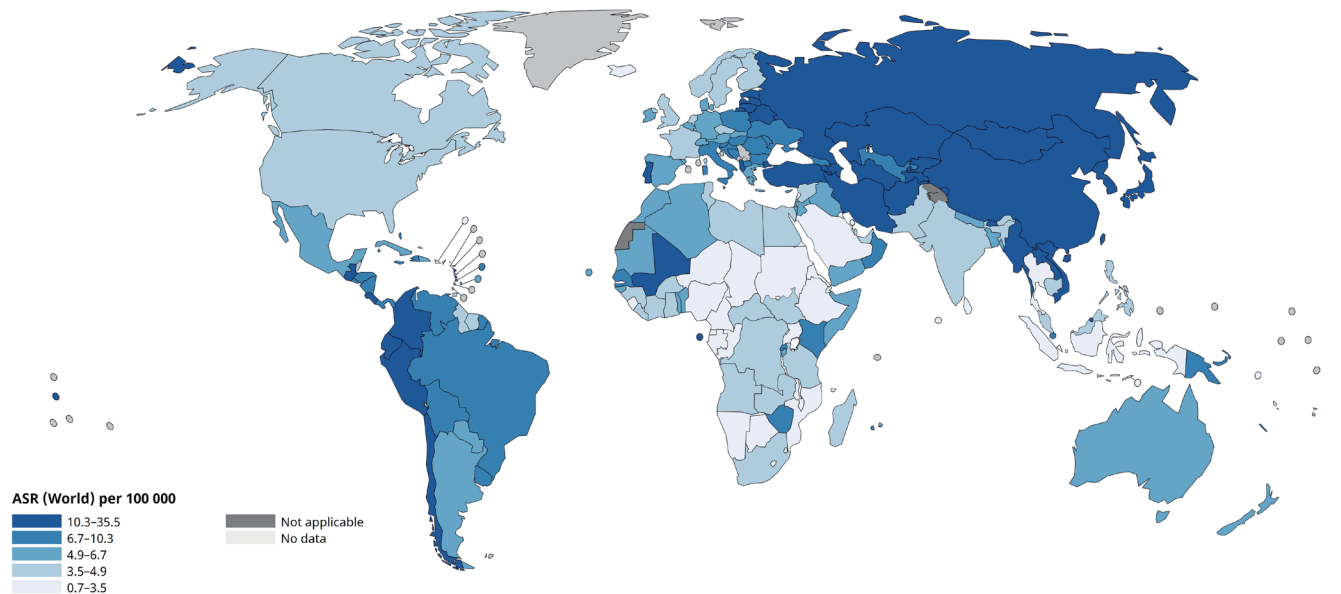 ASR (World) per 100 000
10.3–35.5
6.7–10.3
4.9–6.7
3.5–4.9
0.7–3.5
Not applicable
No data